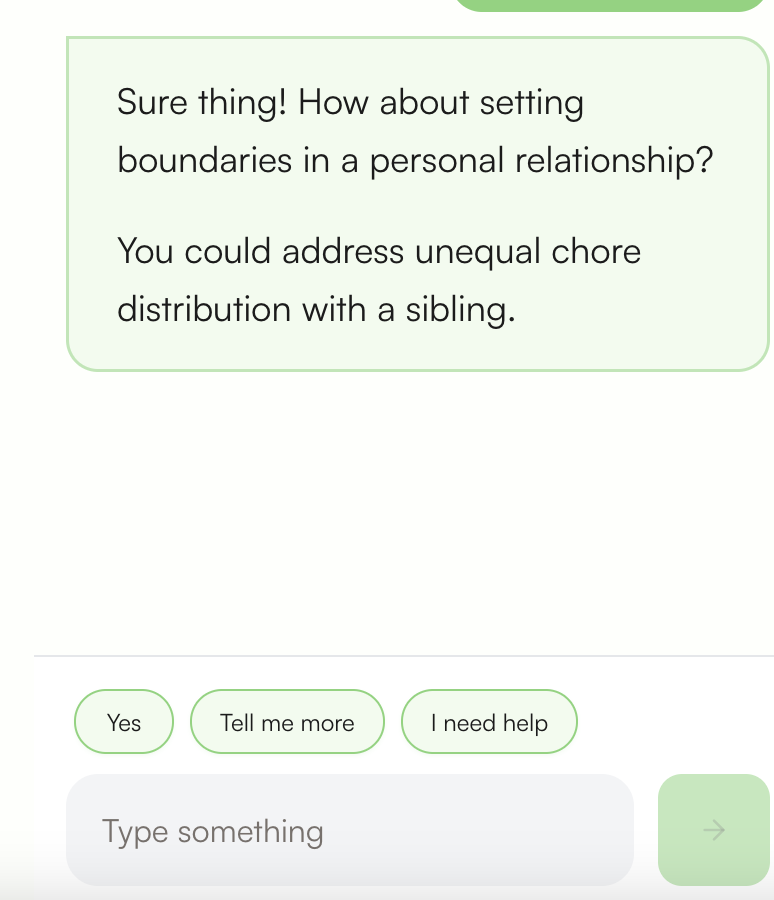 Sure thing! How about setting
boundaries in a personal relationship?
You could address unequal chore
distribution with a sibling.
Yes
Tell me more
I need help
Type something